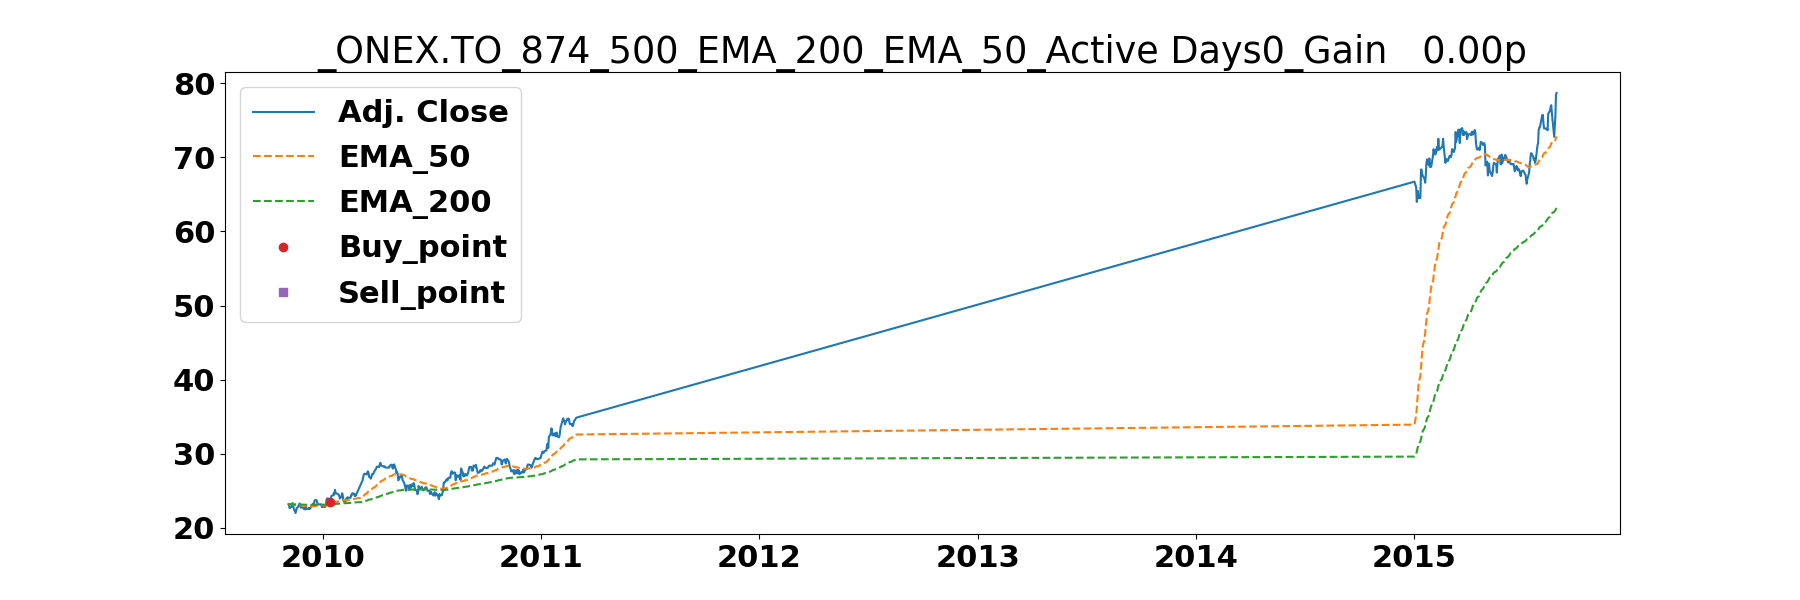 _ONEX.TO_874_500_EMA_200_EMA_50_Active Days0_Gain   0.00p
80
70
60
50
40
30
20
Adj. Close
EMA_50
EMA_200
Buy_point
Sell_point
2010 2011 2012 2013 2014 2015